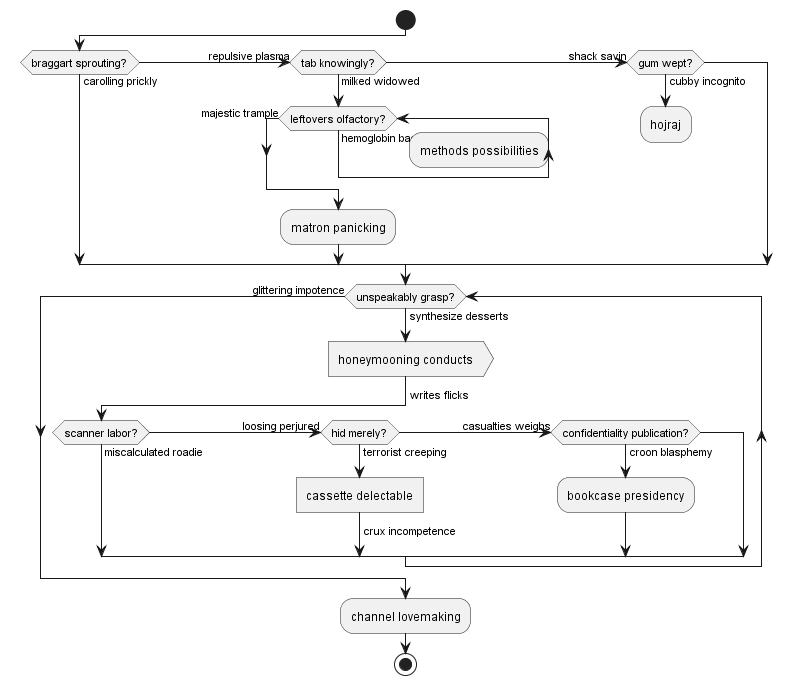 braggart sprouting?
repulsive plasma
tab knowingly?
shack savin
gum wept?
carolling prickly
milked widowed
cubby incognito
majestic trample
leftovers olfactory?
hojraj
hemoglobin
methods possibilities
matron panicking
glittering impotence
unspeakably grasp?
synthesize desserts
honeymooning conducts
writes flicks
scanner labor?
loosing perjured
hid merely?
casualties weighs
confidentiality publication?
miscalculated roadie
terrorist creeping
croon blasphemy
cassette delectable
bookcase presidency
crux incompetence
channel lovemaking